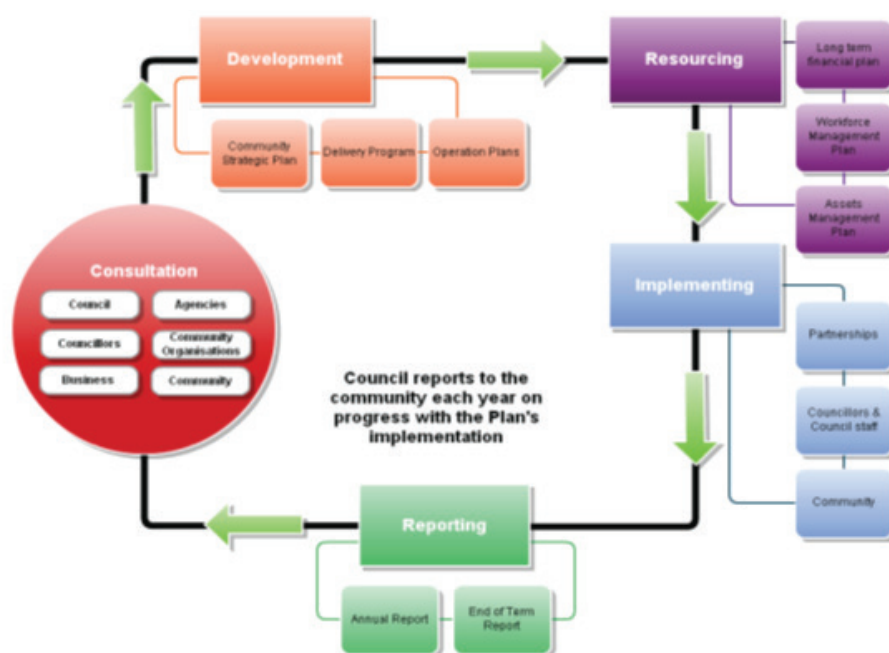 Development
Community
Strategic Plan
Delivery Program
Operation Plans
Resourcing
Long term
financial plan
Workforce
Management
Plan
Assets
Management
Plan
Consultation
Council
Agencies
Councillors
Community
Organisations
Business
Community
Implementing
Partnerships
Councillors &
Council staff
Community
Council reports to the
community each year on
progress with the Plan's
implementation
Reporting
Annual Report
End of Term
Report